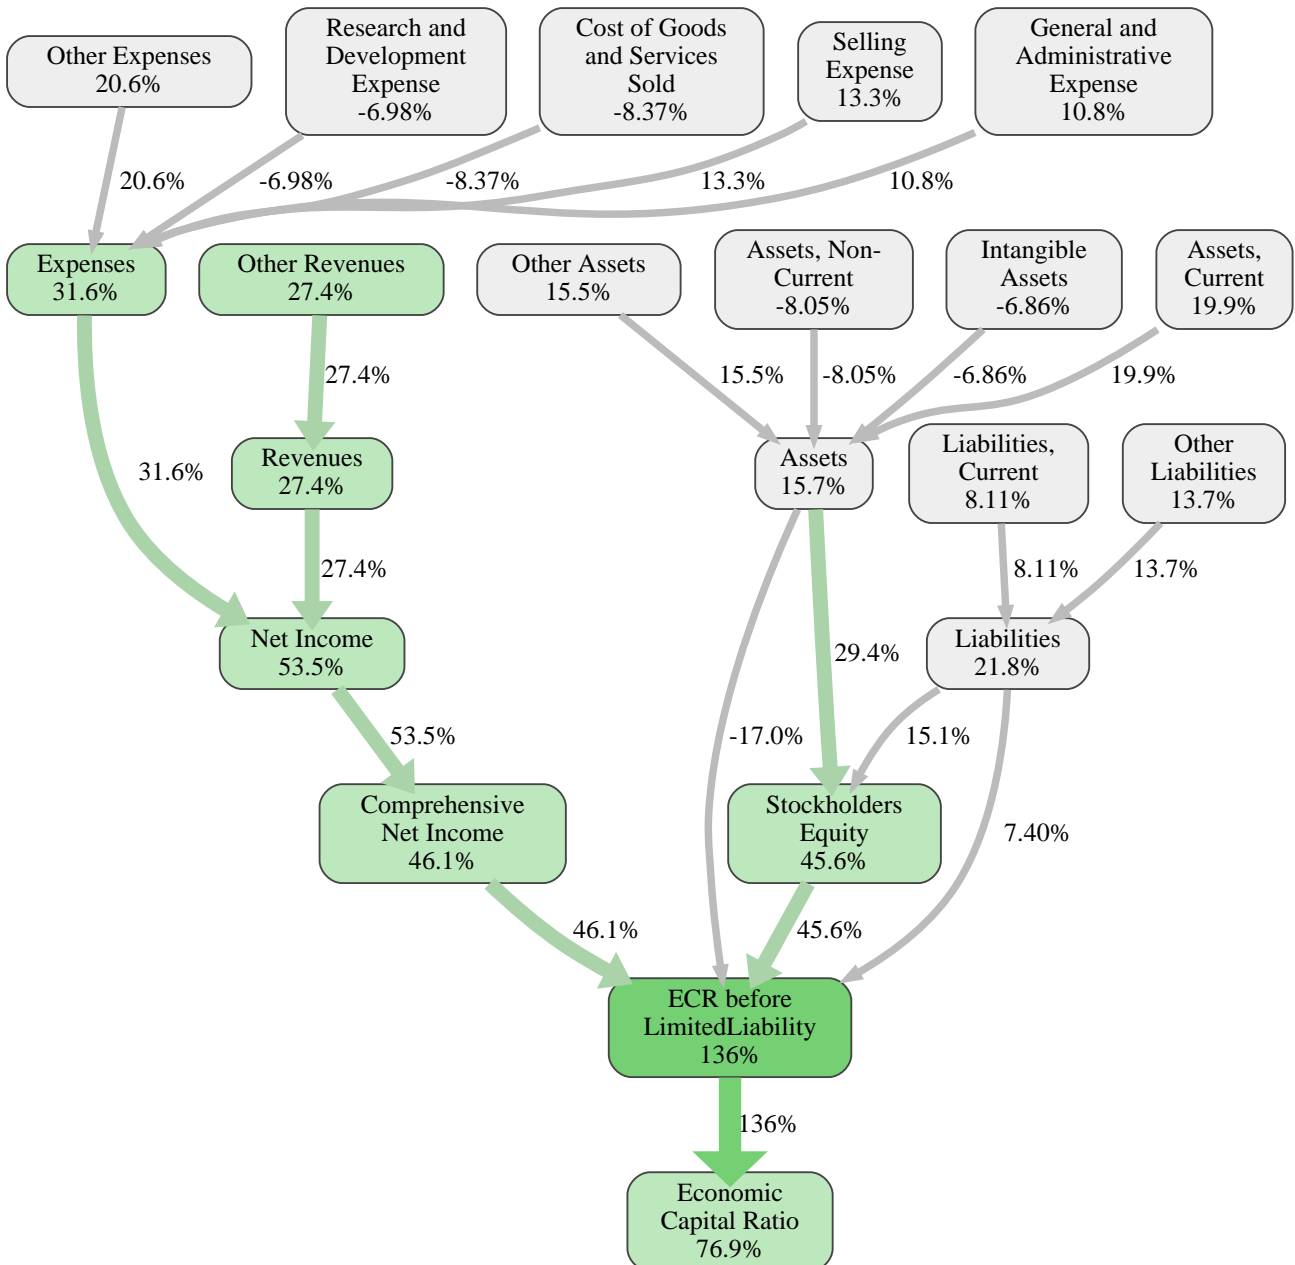 Other Expenses
20.6%
Research and
Development
Expense
-6.98%
Cost of Goods
and Services
Sold
-8.37%
Selling
Expense
13.3%
General and
Administrative
Expense
10.8%
20.6%
-6.98%
-8.37%
13.3%
10.8%
Expenses
31.6%
Other Revenues
27.4%
Other Assets
15.5%
Assets, Non-
Current
-8.05%
Intangible
Assets
-6.86%
Assets,
Current
19.9%
27.4%
15.5%
-8.05%
-6.86%
19.9%
31.6%
Revenues
27.4%
Assets
15.7%
Liabilities,
Current
8.11%
Other
Liabilities
13.7%
27.4%
8.11%
13.7%
Net Income
53.5%
29.4%
Liabilities
21.8%
53.5%
-17.0%
15.1%
Comprehensive
Net Income
46.1%
Stockholders
Equity
45.6%
7.40%
46.1%
45.6%
ECR before
LimitedLiability
136%
136%
Economic
Capital Ratio
76.9%